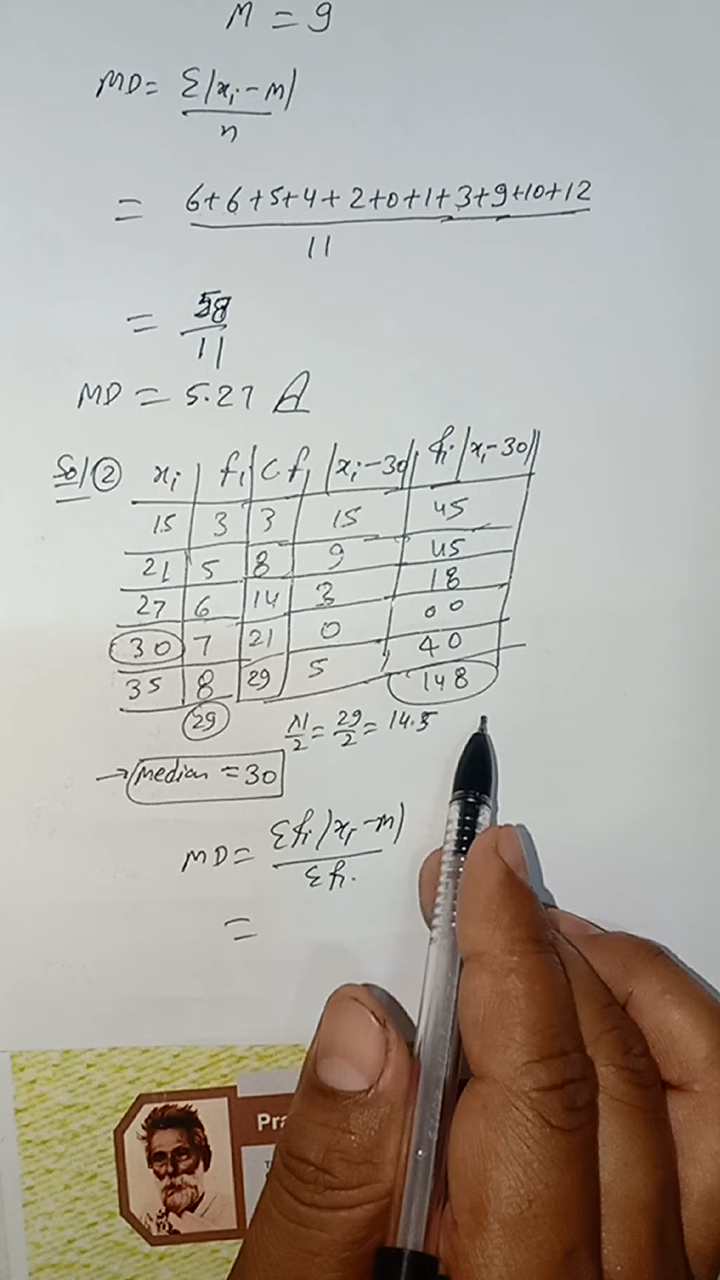 M = 9
MD = Σ|xᵢ - M|
n
= 6+6+5+4+2+0+1+3+9+10+12
11
= 58
11
MD = 5.27 A
Sol ② xᵢ fᵢ cf |xᵢ-30| fᵢ|xᵢ-30|
15 3 3 15 45
21 5 8 9 45
27 6 14 3 18
30 7 21 0 00
35 8 29 5 40
29 148
N/2 = 29/2 = 14.5
→ Median = 30
MD = Σfᵢ|xᵢ-M|
Σfᵢ
=
Pra